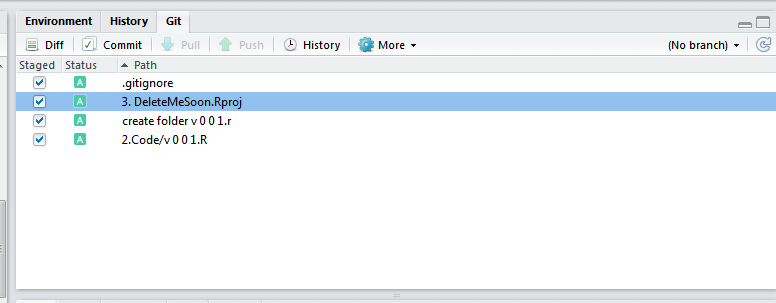 Environment History Git
Diff Commit Pull Push History More (No branch)
Staged Status Path
A .gitignore
A 3. DeleteMeSoon.Rproj
A create folder v 0 0 1.r
A 2.Code/v 0 0 1.R